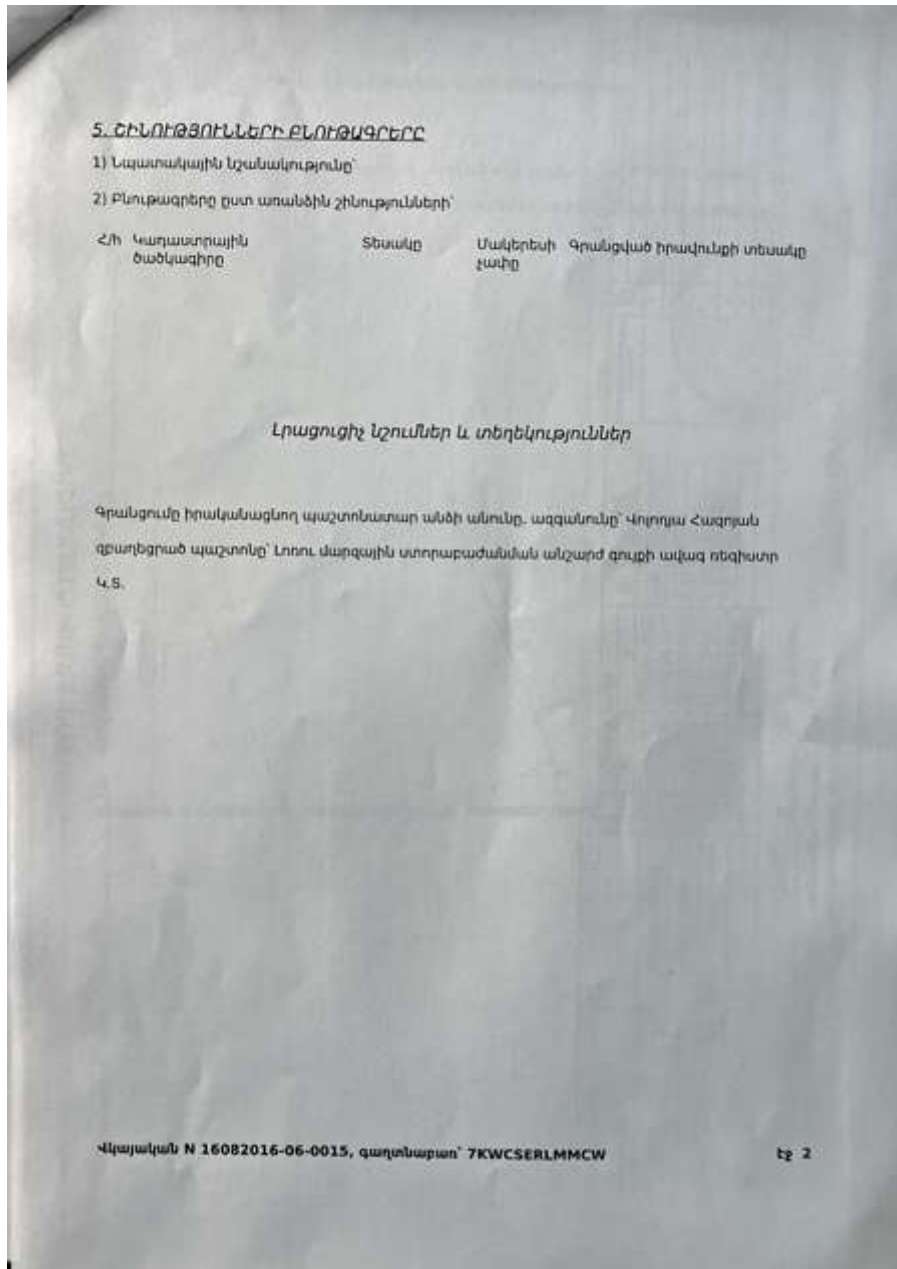 5. ՇԻՆՈՒԹՅՈՒՆՆԵՐԻ ԲՆՈՒԹԱԳՐԵՐԸ
1) Նպատակային նշանակությունը՝
2) Բնութագրերը ըստ առանձին շինությունների՝
Հ/հ Կադաստրային ծածկագիրը Տեսակը Մակերեսի չափը Գրանցված իրավունքի տեսակը
Լրացուցիչ նշումներ և տեղեկություններ
Գրանցումը իրականացնող պաշտոնատար անձի անունը. ազգանունը՝ Վոլոդյա Հազոյան
զբաղեցրած պաշտոնը՝ Լոռու մարզային ստորաբաժանման անշարժ գույքի ավագ ռեգիստր
Կ.Տ.
Վկայական N 16082016-06-0015, գաղտնաբառ՝ 7KWCSERLMMCW էջ 2